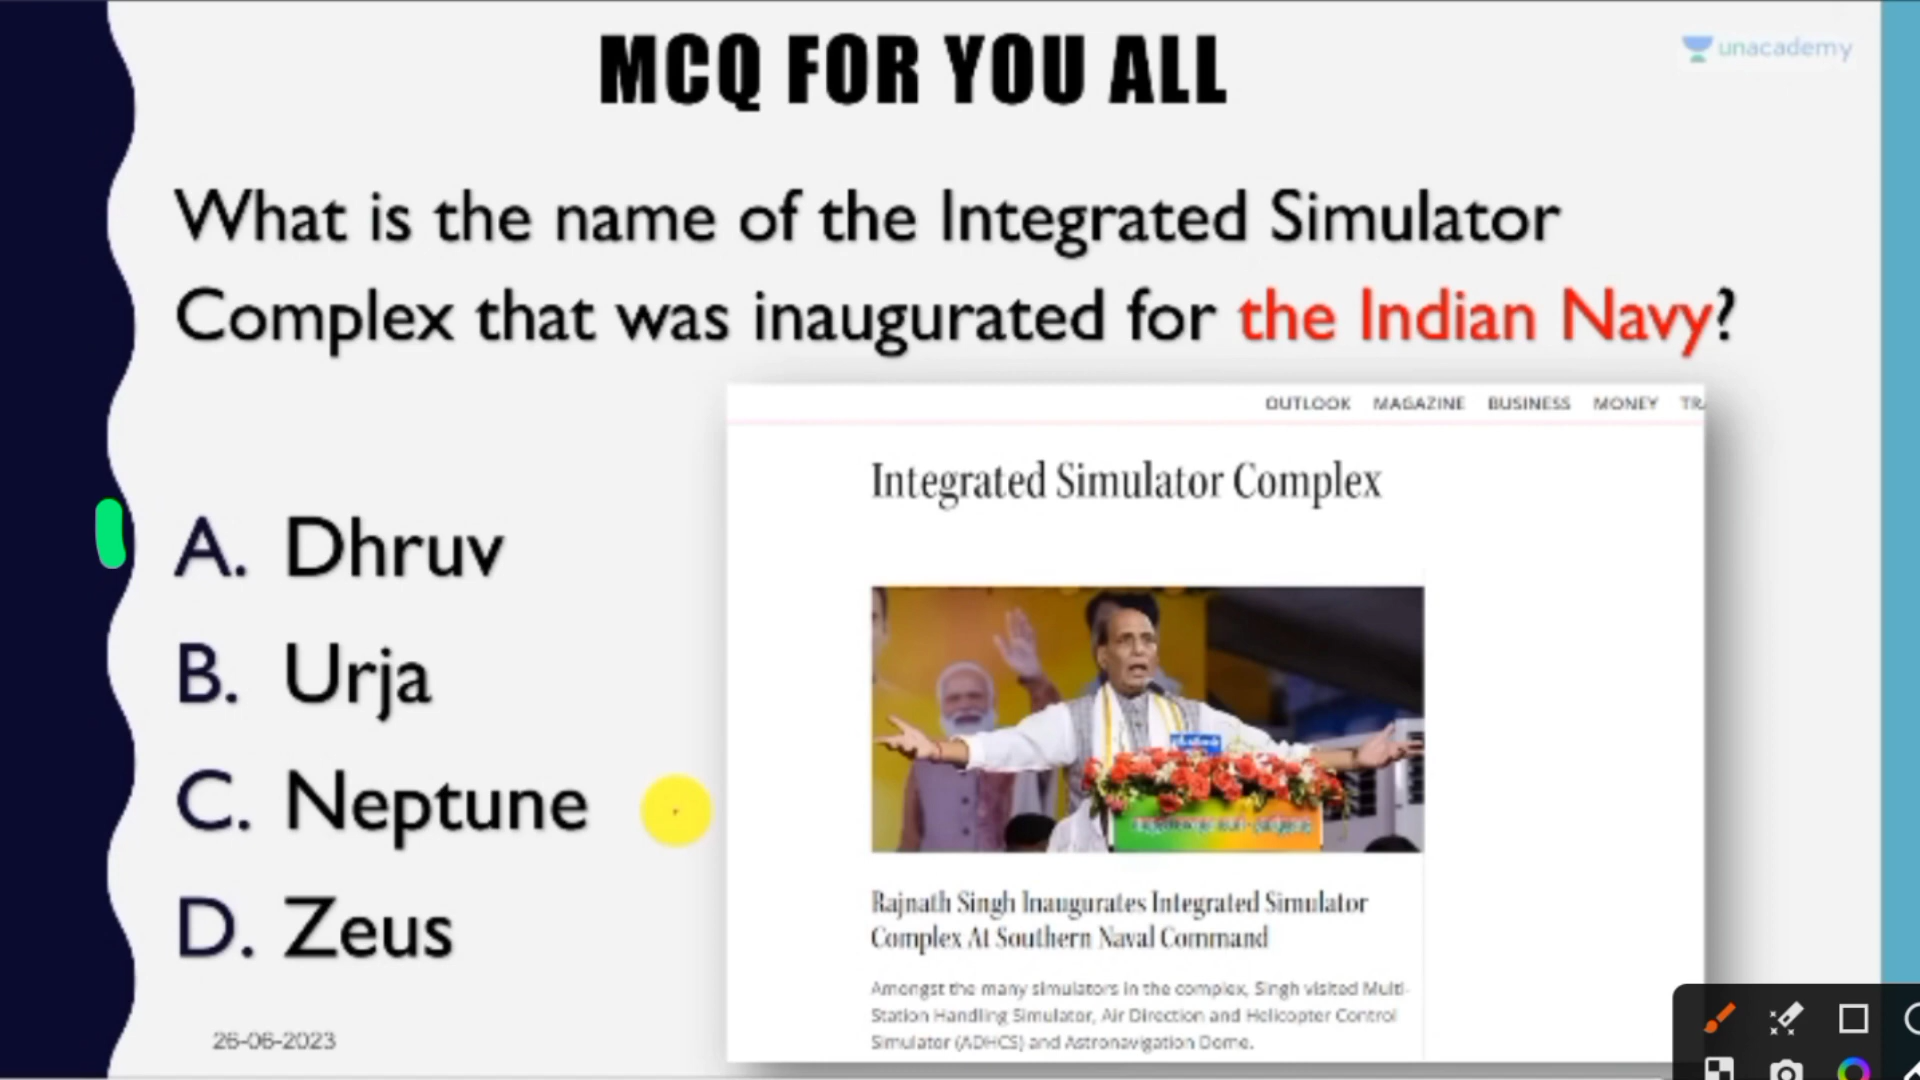 MCQ FOR YOU ALL
unacademy
What is the name of the Integrated Simulator
Complex that was inaugurated for the Indian Navy?
OUTLOOK MAGAZINE BUSINESS MONEY TRA
Integrated Simulator Complex
A. Dhruv
B. Urja
C. Neptune
D. Zeus
Rajnath Singh Inaugurates Integrated Simulator
Complex At Southern Naval Command
Amongst the many simulators in the complex, Singh visited Multi-
Station Handling Simulator, Air Direction and Helicopter Control
Simulator (ADHCS) and Astronavigation Dome.
26-06-2023